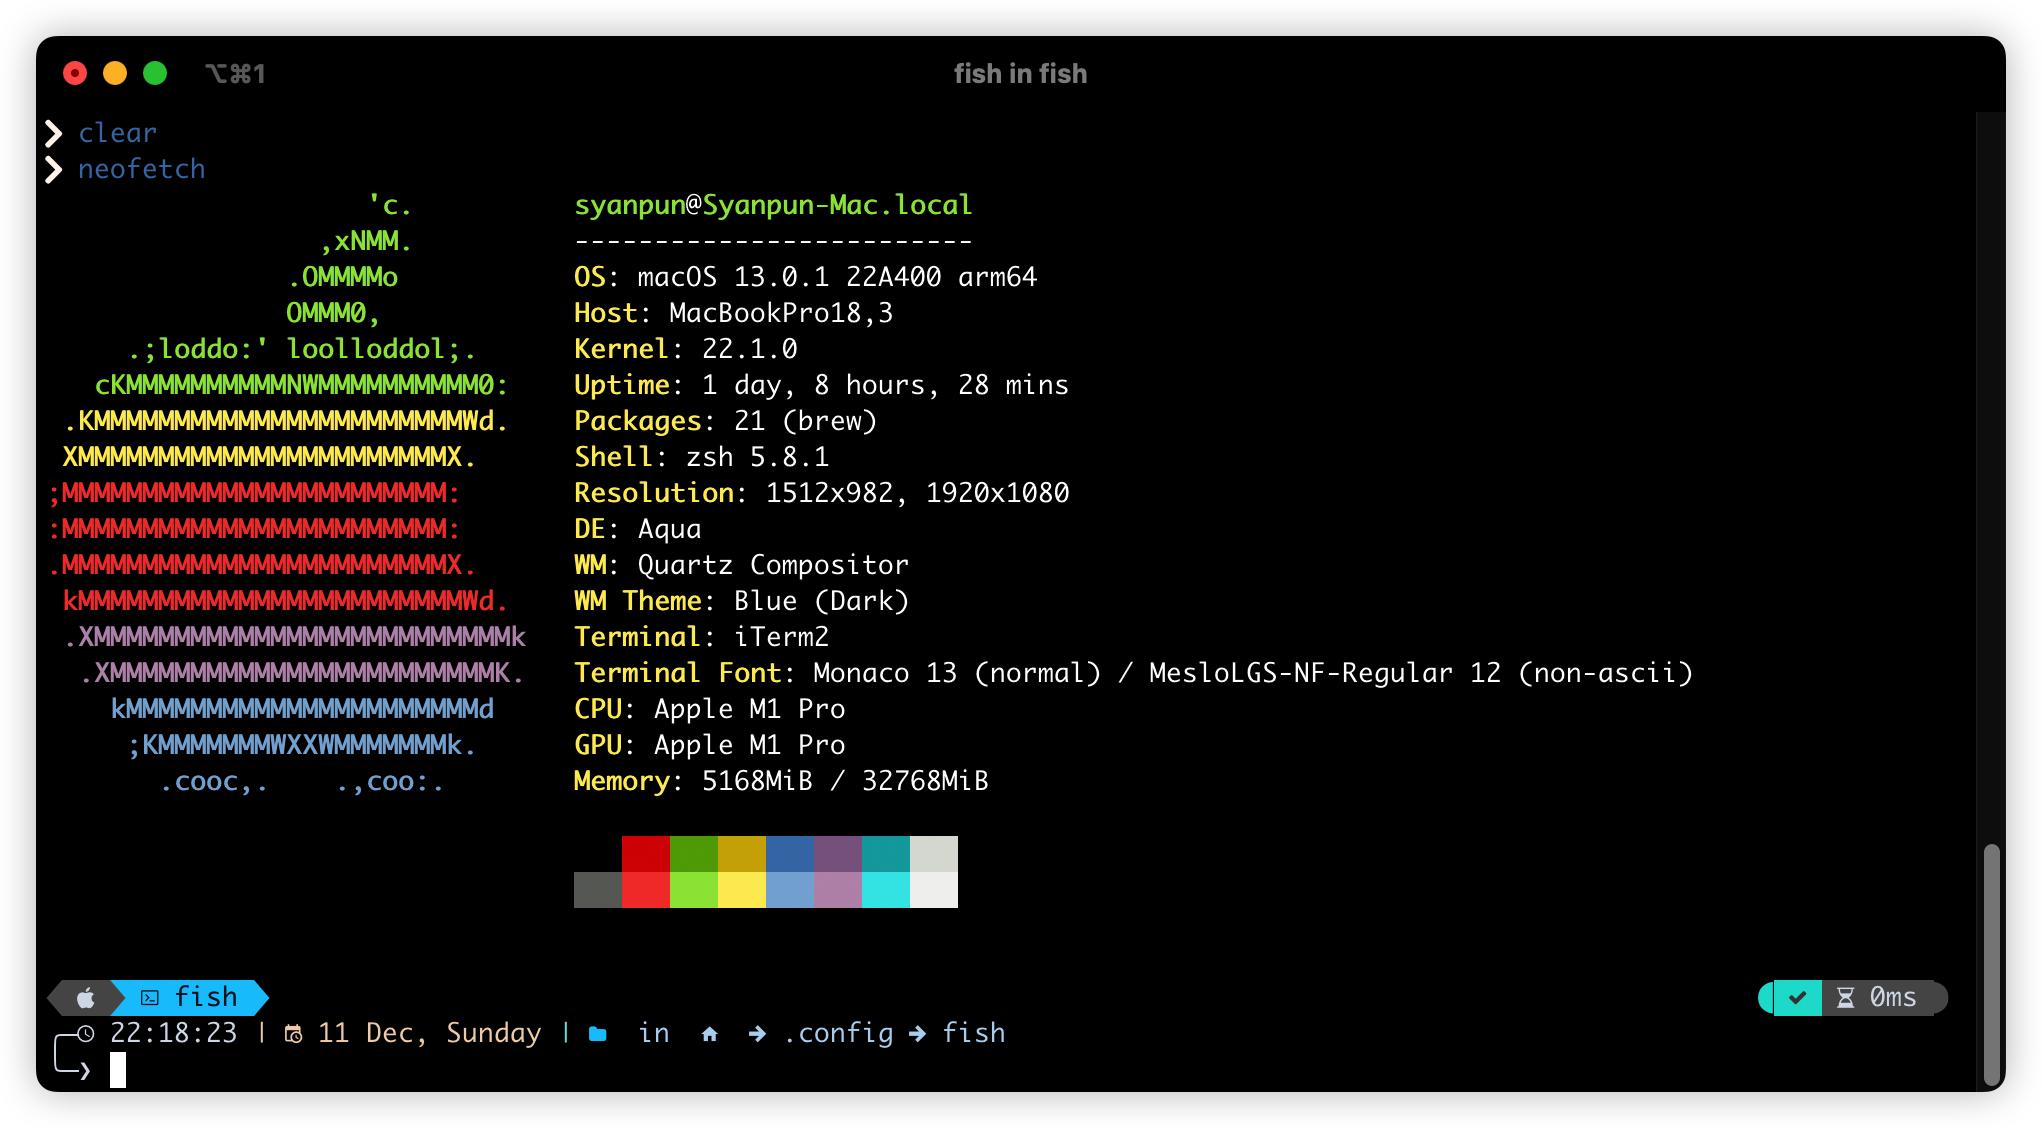 ⌥⌘1 fish in fish
❯ clear
❯ neofetch
                    'c.          syanpun@Syanpun-Mac.local
                 ,xNMM.          -------------------------
               .OMMMMo           OS: macOS 13.0.1 22A400 arm64
               OMMM0,            Host: MacBookPro18,3
     .;loddo:' loolloddol;.      Kernel: 22.1.0
   cKMMMMMMMMMMNWMMMMMMMMMM0:    Uptime: 1 day, 8 hours, 28 mins
 .KMMMMMMMMMMMMMMMMMMMMMMMWd.    Packages: 21 (brew)
 XMMMMMMMMMMMMMMMMMMMMMMMX.      Shell: zsh 5.8.1
;MMMMMMMMMMMMMMMMMMMMMMMM:       Resolution: 1512x982, 1920x1080
:MMMMMMMMMMMMMMMMMMMMMMMM:       DE: Aqua
.MMMMMMMMMMMMMMMMMMMMMMMMX.      WM: Quartz Compositor
 kMMMMMMMMMMMMMMMMMMMMMMMMWd.    WM Theme: Blue (Dark)
 .XMMMMMMMMMMMMMMMMMMMMMMMMMMk   Terminal: iTerm2
  .XMMMMMMMMMMMMMMMMMMMMMMMMK.   Terminal Font: Monaco 13 (normal) / MesloLGS-NF-Regular 12 (non-ascii)
    kMMMMMMMMMMMMMMMMMMMMMMd     CPU: Apple M1 Pro
     ;KMMMMMMMWXXWMMMMMMMk.      GPU: Apple M1 Pro
       .cooc,.    .,coo:.        Memory: 5168MiB / 32768MiB
fish ✔ 0ms
22:18:23 | 11 Dec, Sunday | in ➜ .config ➜ fish
❯